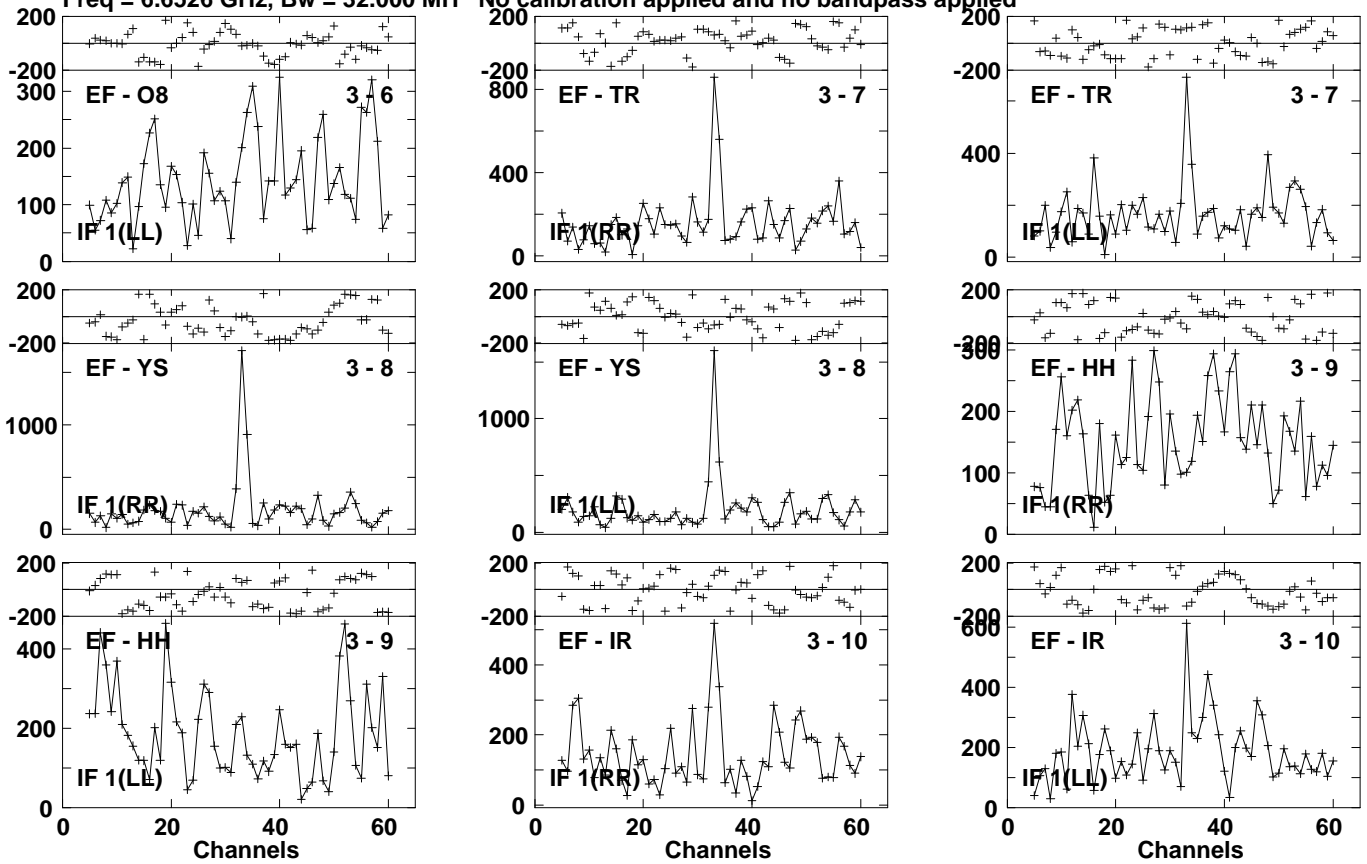 Freq = 6.6526 GHz, Bw = 32.000 MH No calibration applied and no bandpass applied
200
-200
300
200
100
0
EF - O8
3 - 6
IF 1(LL)
-200
800
400
0
EF - TR
3 - 7
IF 1(RR)
-200
400
0
EF - TR
3 - 7
IF 1(LL)
200
-200
1000
0
EF - YS
3 - 8
IF 1(RR)
200
-200
1000
0
EF - YS
3 - 8
IF 1(LL)
200
-200
300
200
100
0
EF - HH
3 - 9
IF 1(RR)
200
-200
400
200
0
EF - HH
3 - 9
IF 1(LL)
200
-200
400
200
0
EF - IR
3 - 10
IF 1(RR)
200
-200
600
400
200
0
EF - IR
3 - 10
IF 1(LL)
0 20 40 60
0 20 40 60
0 20 40 60
Channels
Channels
Channels